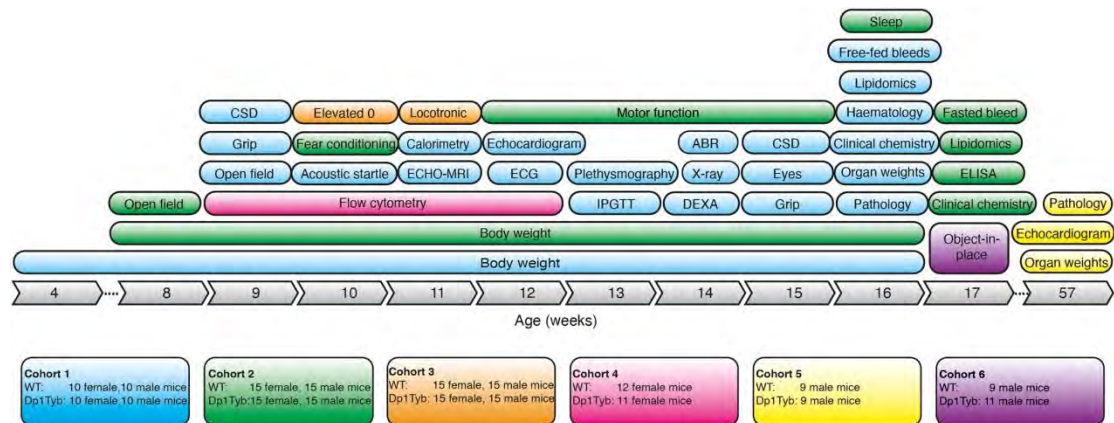 Sleep
Free-fed bleeds
Lipidomics
CSD Elevated 0 Locotronic Motor function Haematology Fasted bleed
Grip Fear conditioning Calorimetry Echocardiogram ABR CSD Clinical chemistry Lipidomics
Open field Acoustic startle ECHO-MRI ECG Plethysmography X-ray Eyes Organ weights ELISA
Open field Flow cytometry IPGTT DEXA Grip Pathology Clinical chemistry Pathology
Body weight Object-in-place Echocardiogram
Body weight Organ weights
4 8 9 10 11 12 13 14 15 16 17 57
Age (weeks)
Cohort 1 Cohort 2 Cohort 3 Cohort 4 Cohort 5 Cohort 6
WT: 10 female,10 male mice WT: 15 female, 15 male mice WT: 15 female, 15 male mice WT: 12 female mice WT: 9 male mice WT: 9 male mice
Dp1Tyb: 10 female,10 male mice Dp1Tyb:15 female, 15 male mice Dp1Tyb: 15 female, 15 male mice Dp1Tyb: 11 female mice Dp1Tyb: 9 male mice Dp1Tyb: 11 male mice